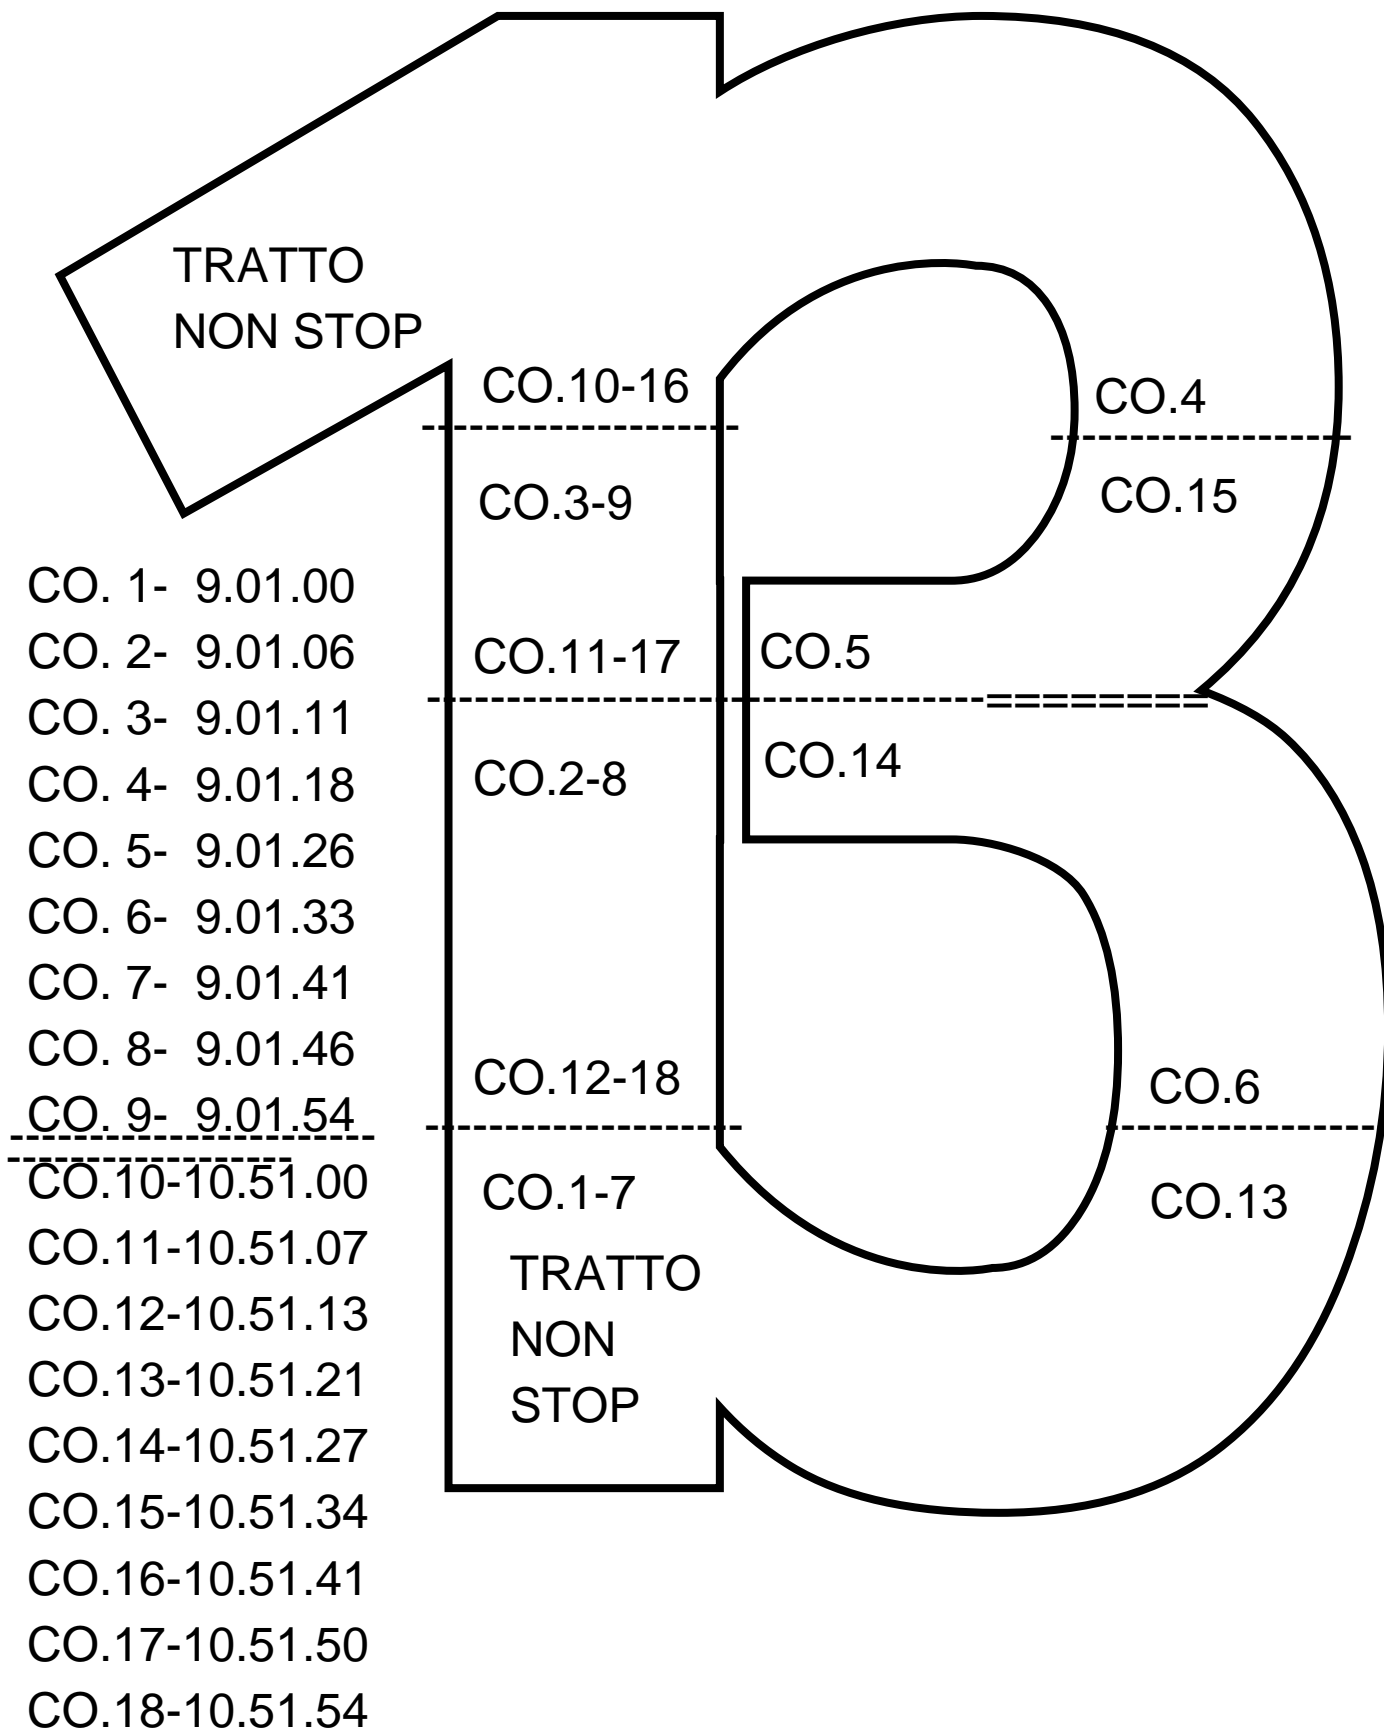 TRATTO
NON STOP
CO.10-16
CO.4
CO.3-9
CO.15
CO.11-17
CO.5
CO.2-8
CO.14
CO.12-18
CO.6
CO.1-7
CO.13
TRATTO
NON
STOP
CO. 1- 9.01.00
CO. 2- 9.01.06
CO. 3- 9.01.11
CO. 4- 9.01.18
CO. 5- 9.01.26
CO. 6- 9.01.33
CO. 7- 9.01.41
CO. 8- 9.01.46
CO. 9- 9.01.54
CO.10-10.51.00
CO.11-10.51.07
CO.12-10.51.13
CO.13-10.51.21
CO.14-10.51.27
CO.15-10.51.34
CO.16-10.51.41
CO.17-10.51.50
CO.18-10.51.54